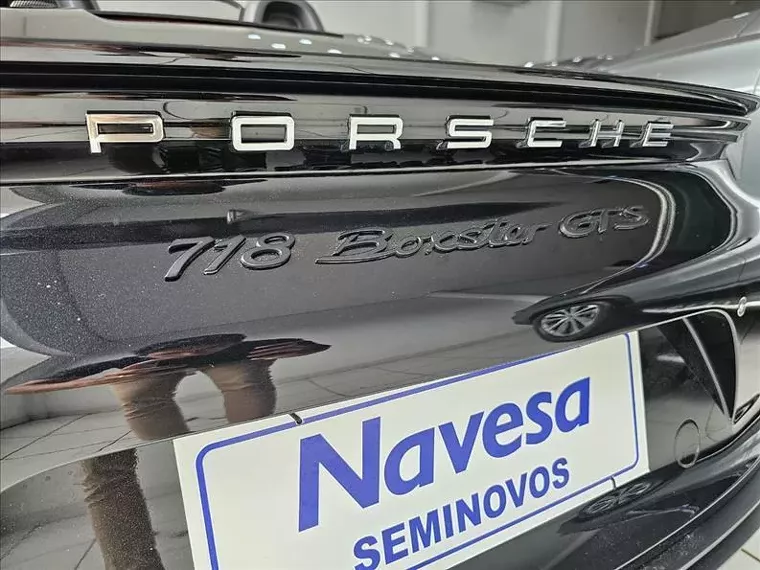 PORSCHE
718 Boxster GTS
Navesa
SEMINOVOS